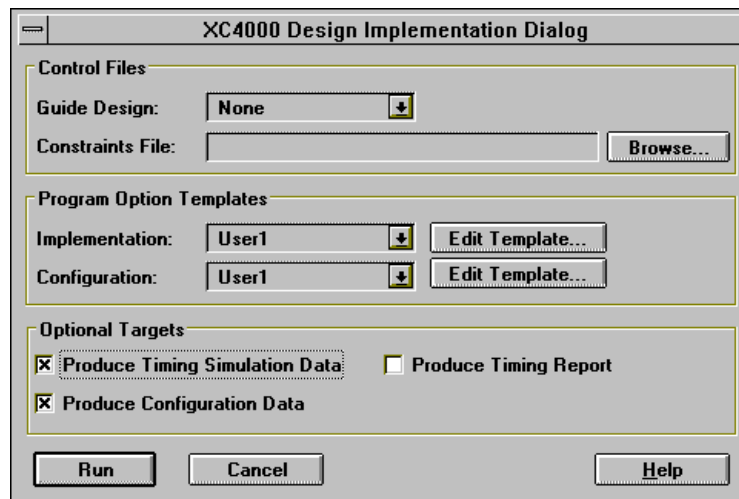 XC4000 Design Implementation Dialog
Control Files
Guide Design: None
Constraints File: Browse...
Program Option Templates
Implementation: User1 Edit Template...
Configuration: User1 Edit Template...
Optional Targets
Produce Timing Simulation Data Produce Timing Report
Produce Configuration Data
Run Cancel Help